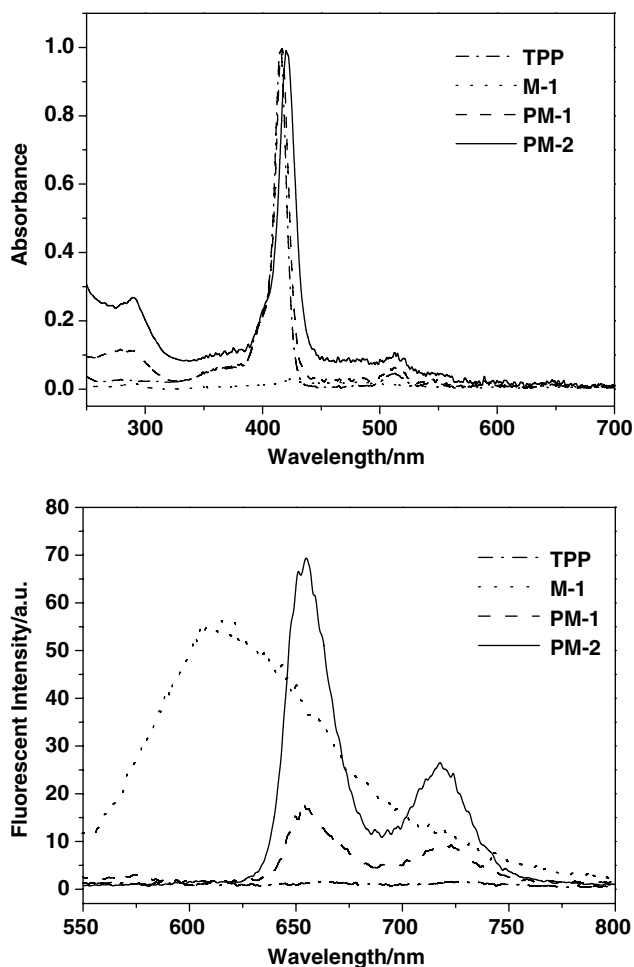 1.0
0.8
0.6
0.4
0.2
0.0
Absorbance
TPP
M-1
PM-1
PM-2
300 400 500 600 700
Wavelength/nm
80
70
60
50
40
30
20
10
0
Fluorescent Intensity/a.u.
TPP
M-1
PM-1
PM-2
550 600 650 700 750 800
Wavelength/nm